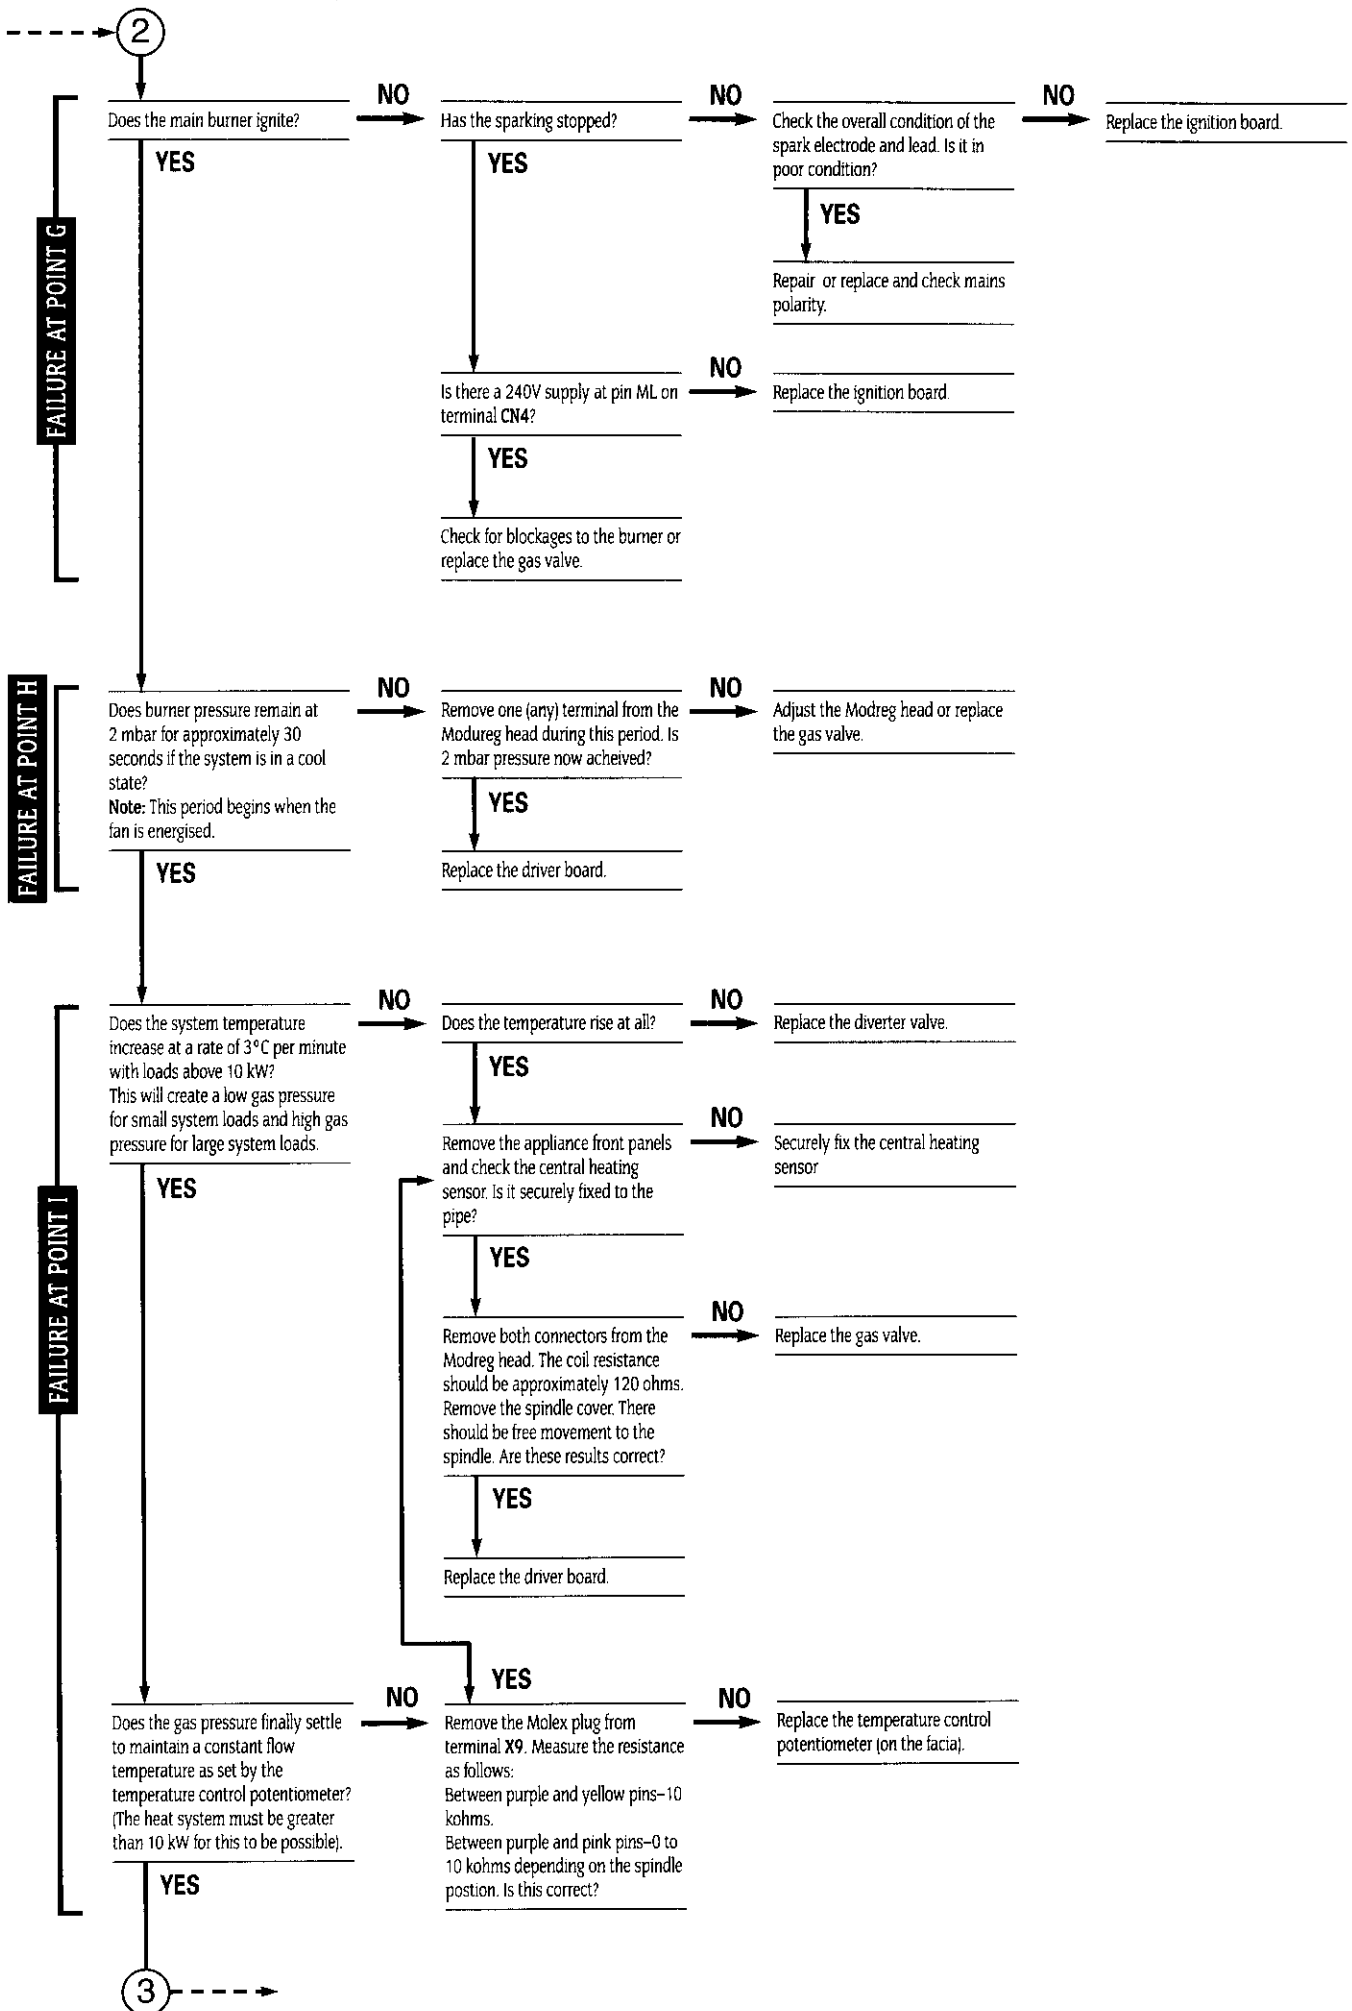 2
FAILURE AT POINT G
Does the main burner ignite?
NO
Has the sparking stopped?
NO
Check the overall condition of the
spark electrode and lead. Is it in
poor condition?
NO
Replace the ignition board.
YES
YES
YES
Repair or replace and check mains
polarity.
Is there a 240V supply at pin ML on
terminal CN4?
NO
Replace the ignition board.
YES
Check for blockages to the burner or
replace the gas valve.
FAILURE AT POINT H
Does burner pressure remain at
2 mbar for approximately 30
seconds if the system is in a cool
state?
Note: This period begins when the
fan is energised.
NO
Remove one (any) terminal from the
Modureg head during this period. Is
2 mbar pressure now acheived?
NO
Adjust the Modreg head or replace
the gas valve.
YES
Replace the driver board.
YES
FAILURE AT POINT I
Does the system temperature
increase at a rate of 3°C per minute
with loads above 10 kW?
This will create a low gas pressure
for small system loads and high gas
pressure for large system loads.
NO
Does the temperature rise at all?
NO
Replace the diverter valve.
YES
Remove the appliance front panels
and check the central heating
sensor. Is it securely fixed to the
pipe?
NO
Securely fix the central heating
sensor
YES
YES
Remove both connectors from the
Modreg head. The coil resistance
should be approximately 120 ohms.
Remove the spindle cover. There
should be free movement to the
spindle. Are these results correct?
NO
Replace the gas valve.
YES
Replace the driver board.
YES
Does the gas pressure finally settle
to maintain a constant flow
temperature as set by the
temperature control potentiometer?
(The heat system must be greater
than 10 kW for this to be possible).
NO
Remove the Molex plug from
terminal X9. Measure the resistance
as follows:
Between purple and yellow pins–10
kohms.
Between purple and pink pins–0 to
10 kohms depending on the spindle
postion. Is this correct?
NO
Replace the temperature control
potentiometer (on the facia).
YES
3